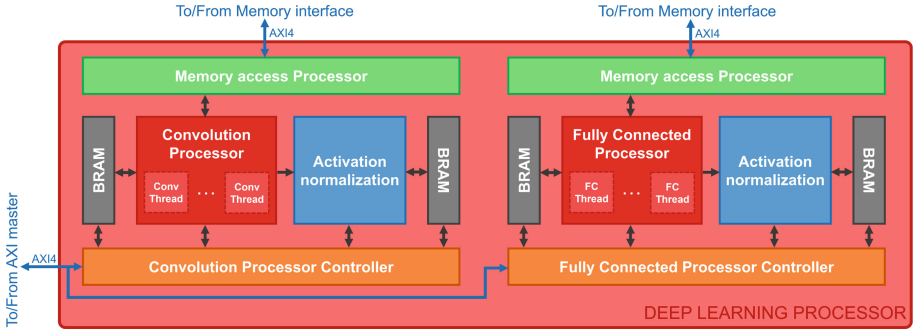 To/From Memory interface
To/From Memory interface
AXI4
AXI4
Memory access Processor
Memory access Processor
BRAM
Convolution
Processor
Conv
Thread
...
Conv
Thread
Activation
normalization
BRAM
BRAM
Fully Connected
Processor
FC
Thread
...
FC
Thread
Activation
normalization
BRAM
To/From AXI master
AXI4
Convolution Processor Controller
Fully Connected Processor Controller
DEEP LEARNING PROCESSOR